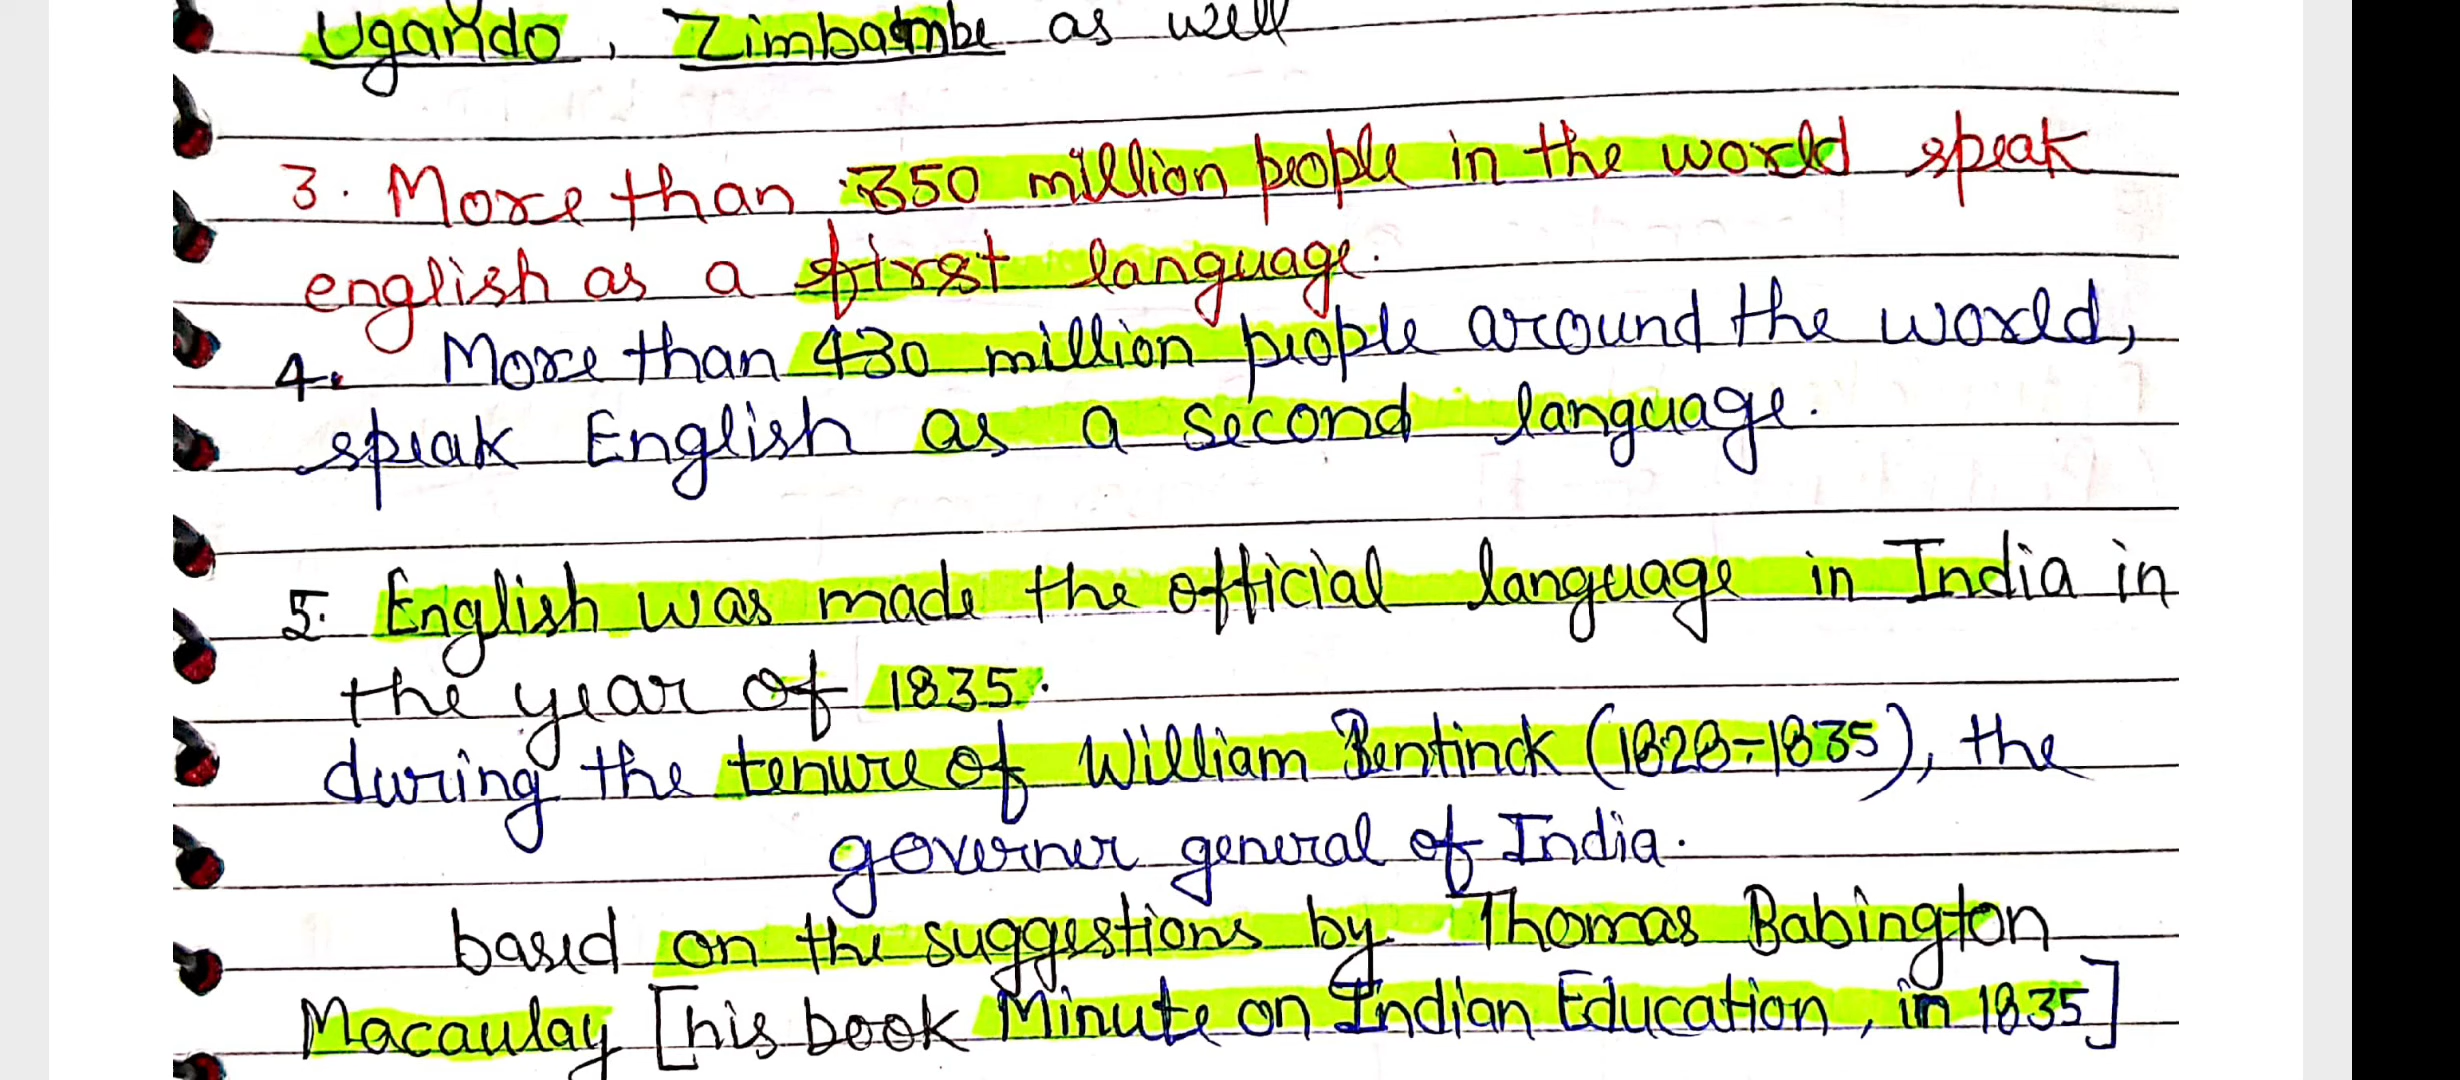 Ugando, Zimbambe as well
3. More than 350 million people in the world speak
english as a first language.
4. More than 430 million people around the world,
speak English as a second language.
5. English was made the official language in India in
the year of 1835.
during the tenure of William Bentinck (1828-1835), the
governer general of India.
based on the suggestions by Thomas Babington
Macaulay [his book Minute on Indian Education, in 1835]